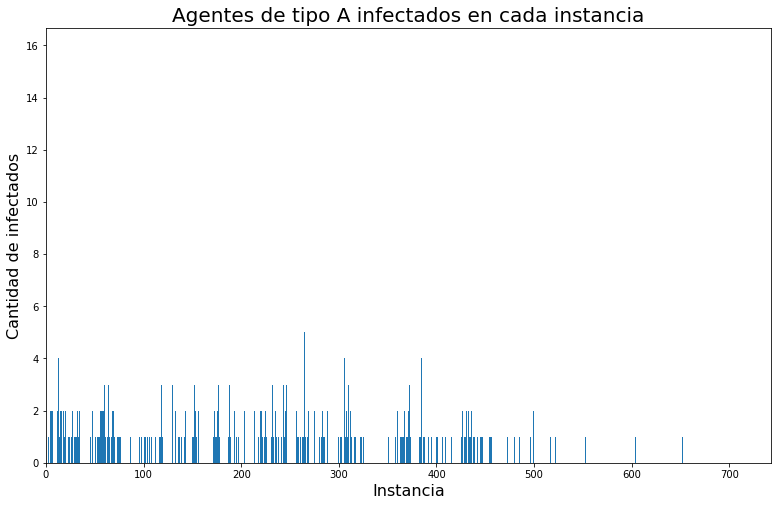 Agentes de tipo A infectados en cada instancia
16
14
12
10
8
6
4
2
0
Cantidad de infectados
0 100 200 300 400 500 600 700
Instancia